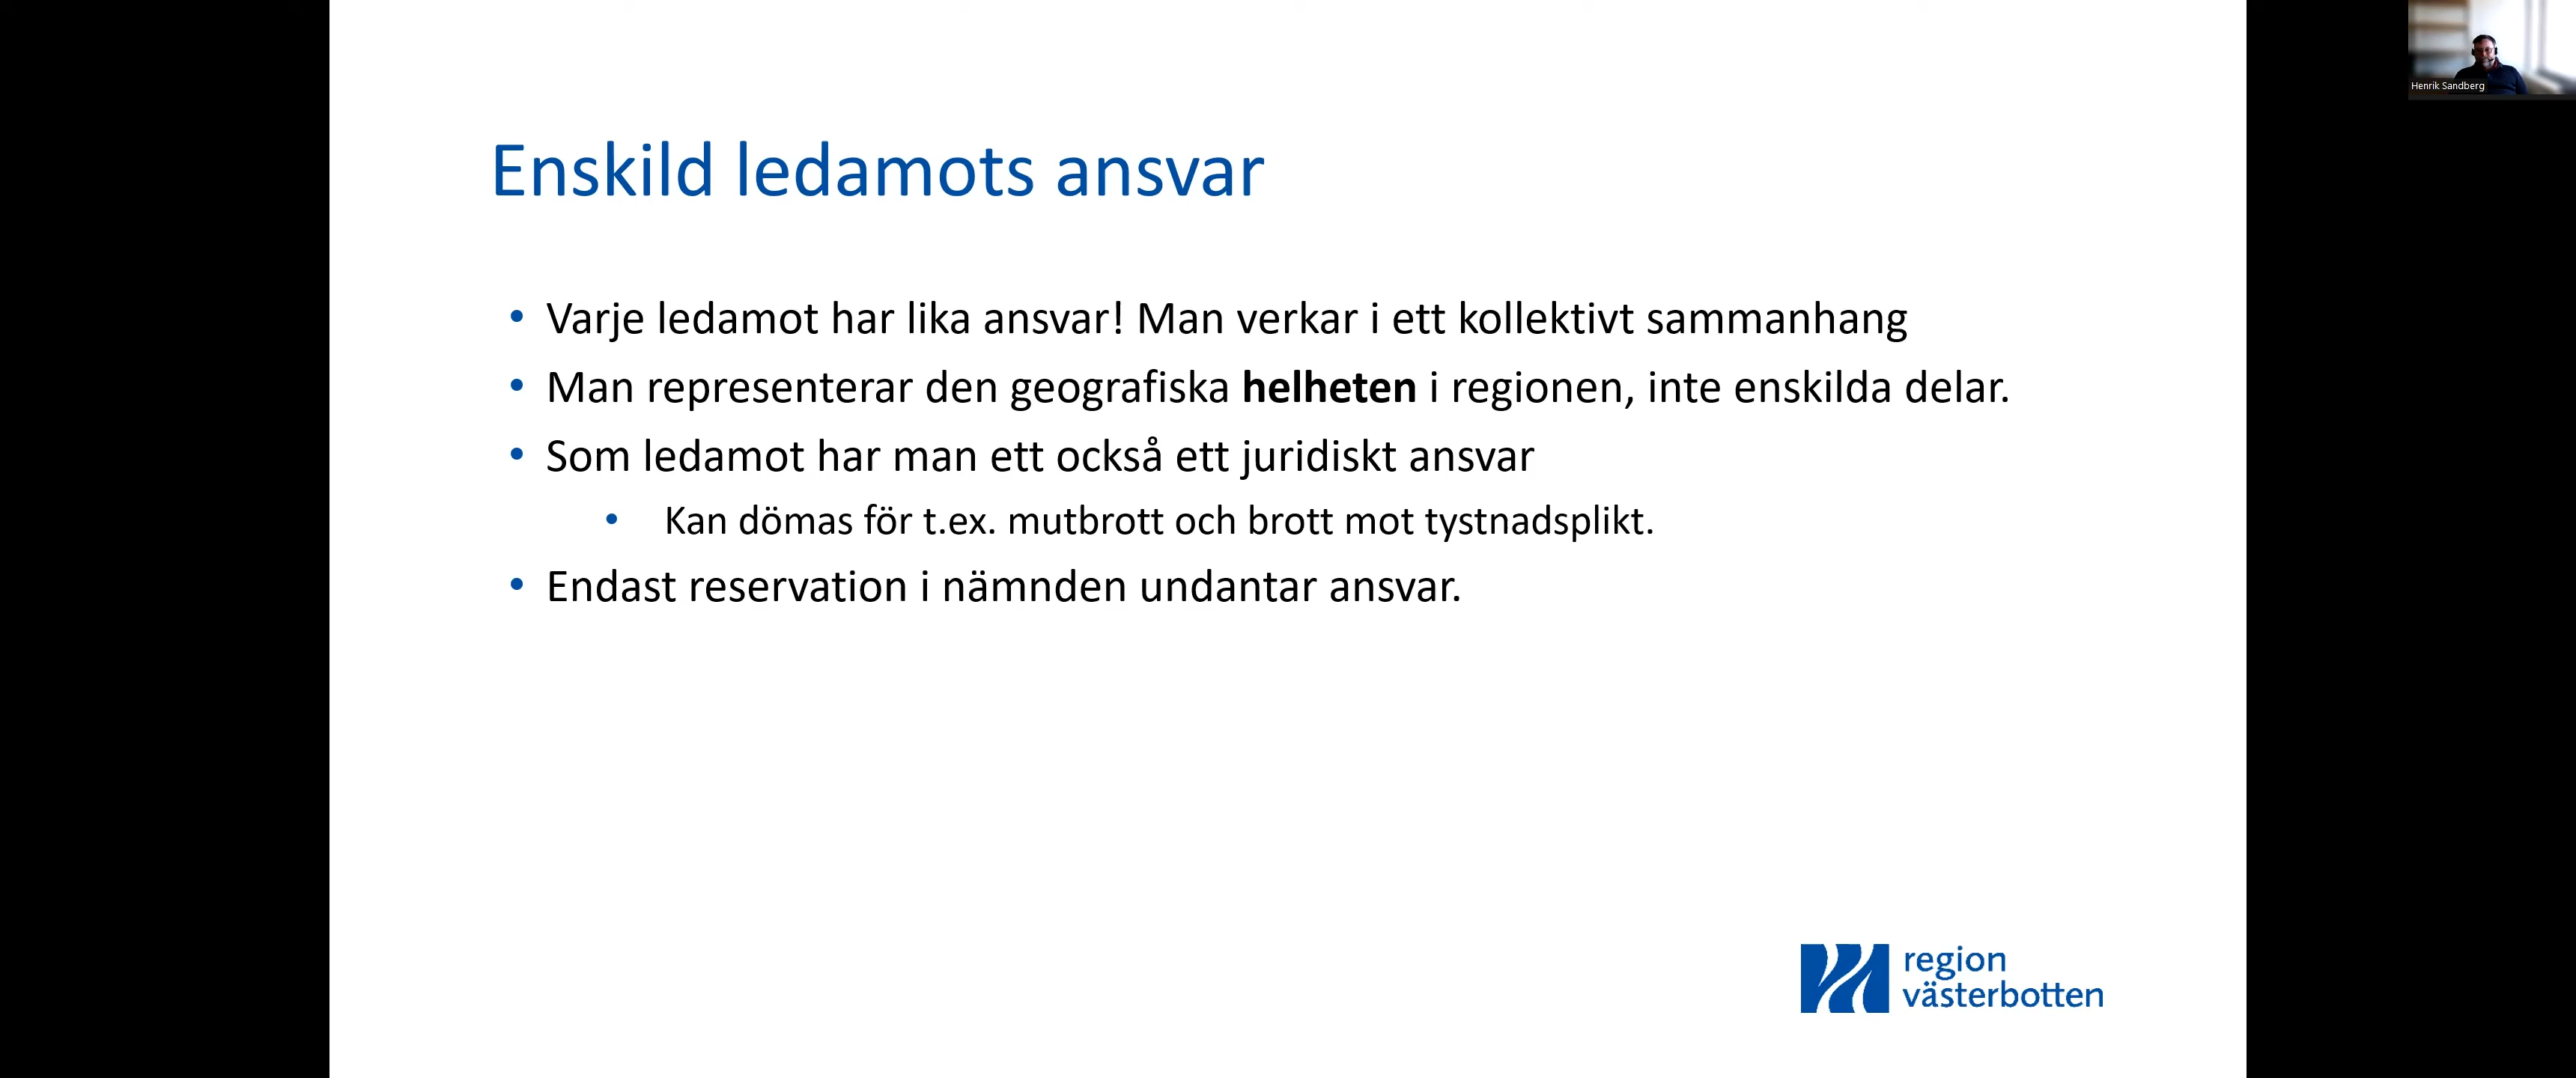 Henrik Sandberg
Enskild ledamots ansvar
• Varje ledamot har lika ansvar! Man verkar i ett kollektivt sammanhang
• Man representerar den geografiska helheten i regionen, inte enskilda delar.
• Som ledamot har man ett också ett juridiskt ansvar
• Kan dömas för t.ex. mutbrott och brott mot tystnadsplikt.
• Endast reservation i nämnden undantar ansvar.
region
västerbotten